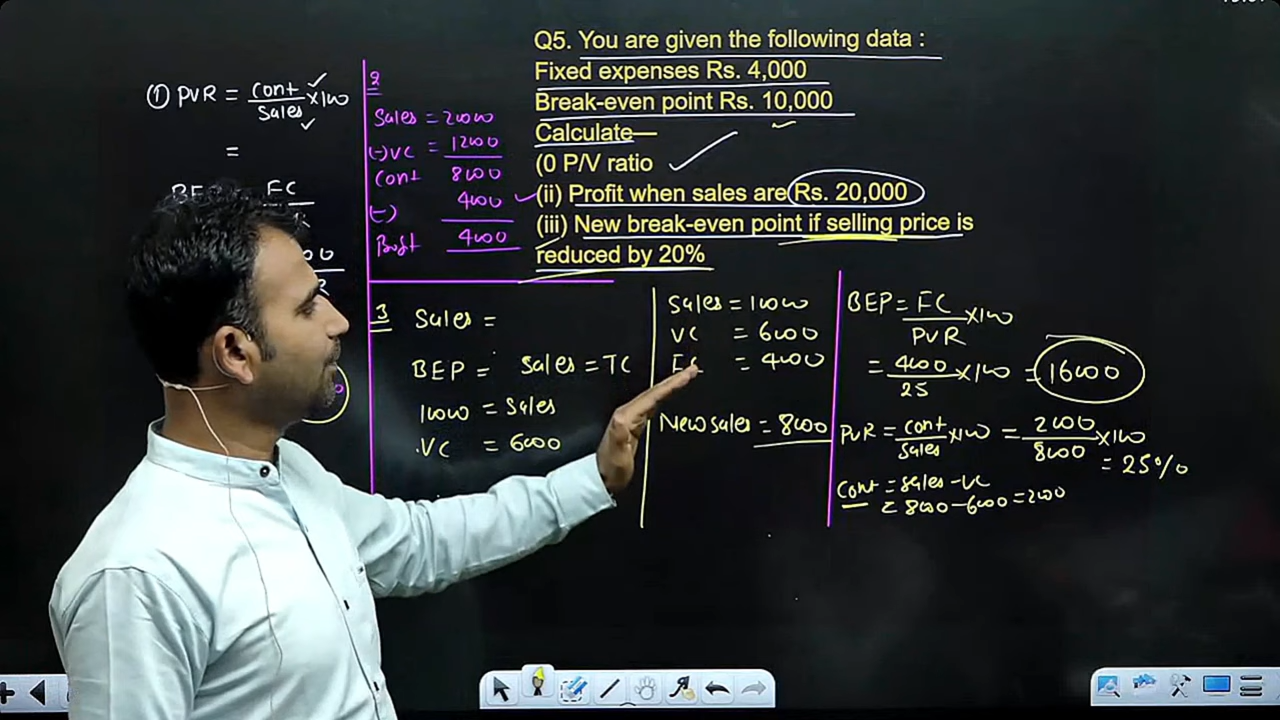 Q5. You are given the following data :
Fixed expenses Rs. 4,000
Break-even point Rs. 10,000
Calculate—
(0 P/V ratio
(ii) Profit when sales are Rs. 20,000
(iii) New break-even point if selling price is
reduced by 20%
① PVR = cont/sales ×100
=
FC
2
Sales = 20000
(-) VC = 12000
Cont 8000
(-) 4000
Profit 4000
3 Sales =
BEP = Sales = TC
10000 = Sales
VC = 6000
Sales = 10000
VC = 6000
FC = 4000
New sales = 8000
BEP = FC/PVR ×100
= 4000/25 ×100 = 16000
PVR = cont/sales ×100 = 2000/8000 ×100
= 25%
Cont = sales - VC
= 8000 - 6000 = 2000